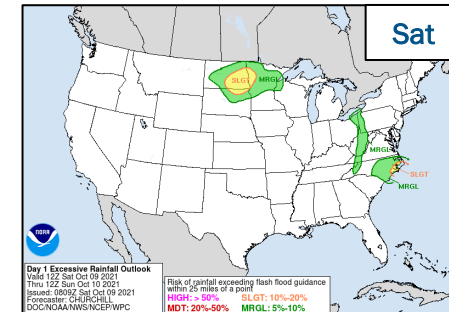 Sat
SLGT
MRGL
MRGL
SLGT
MRGL
NOAA
Day 1 Excessive Rainfall Outlook
Valid 12Z Sat Oct 09 2021
Thru 12Z Sun Oct 10 2021
Issued: 0809Z Sat Oct 09 2021
Forecaster: CHURCHILL
DOC/NOAA/NWS/NCEP/WPC
Risk of rainfall exceeding flash flood guidance
within 25 miles of a point
HIGH: > 50% SLGT: 10%-20%
MDT: 20%-50% MRGL: 5%-10%